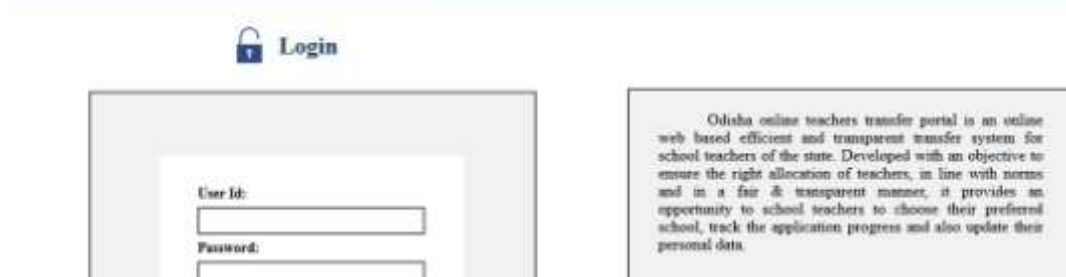 Login
User Id:
Password:
Odisha online teachers transfer portal is an online
web based efficient and transparent transfer system for
school teachers of the state. Developed with an objective to
ensure the right allocation of teachers, in line with norms
and in a fair & transparent manner, it provides an
opportunity to school teachers to choose their preferred
school, track the application progress and also update their
personal data.